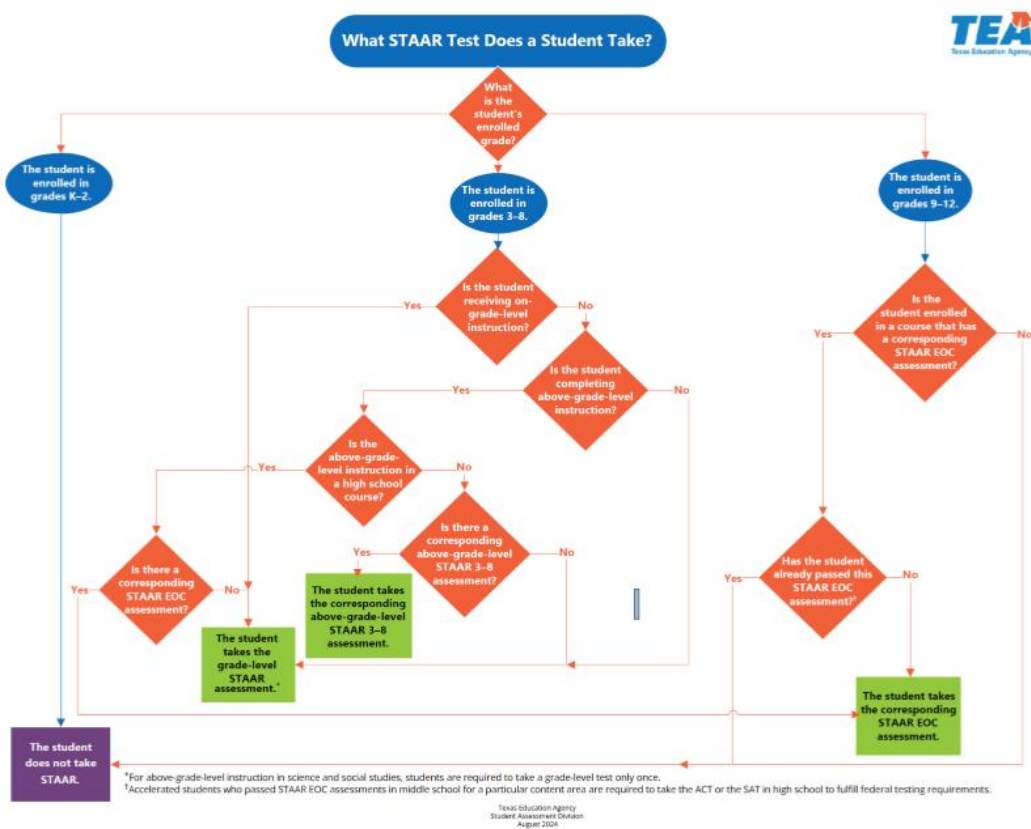 What STAAR Test Does a Student Take?
TEA
Texas Education Agency
What
is the
student's
enrolled
grade?
The student is
enrolled in
grades K–2.
The student is
enrolled in
grades 3–8.
The student is
enrolled in
grades 9–12.
Is the student
receiving on-
grade-level
instruction?
Yes
No
Is the
student enrolled
in a course that has
a corresponding
STAAR EOC
assessment?
Yes
No
Is the student
completing
above-grade-level
instruction?
Yes
No
Is the
above-grade-
level instruction in
a high school
course?
Yes
No
Is there a
corresponding
above-grade-level
STAAR 3–8
assessment?
Yes
No
Is there a
corresponding
STAAR EOC
assessment?
Yes
No
Has the student
already passed this
STAAR EOC
assessment?†
Yes
No
The student takes
the corresponding
above-grade-level
STAAR 3–8
assessment.
The student
takes the
grade-level
STAAR
assessment.*
The student takes
the corresponding
STAAR EOC
assessment.
The student
does not take
STAAR.
*For above-grade-level instruction in science and social studies, students are required to take a grade-level test only once.
†Accelerated students who passed STAAR EOC assessments in middle school for a particular content area are required to take the ACT or the SAT in high school to fulfill federal testing requirements.
Texas Education Agency
Student Assessment Division
August 2024